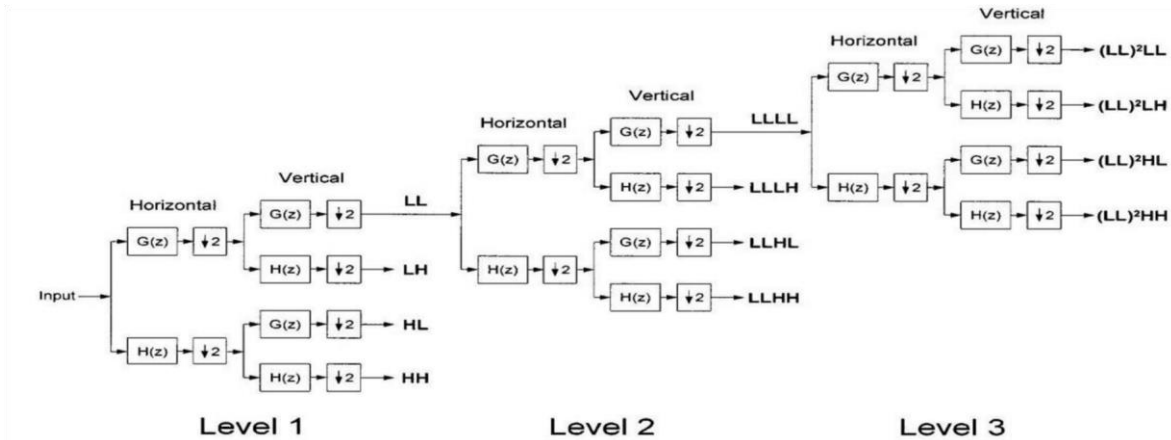 Vertical
Horizontal
G(z) ↓2 (LL)²LL
G(z) ↓2
H(z) ↓2 (LL)²LH
G(z) ↓2 (LL)²HL
H(z) ↓2
H(z) ↓2 (LL)²HH
Level 3
Vertical
Horizontal
G(z) ↓2 LLLL
G(z) ↓2
H(z) ↓2 LLLH
G(z) ↓2 LLHL
H(z) ↓2
H(z) ↓2 LLHH
Level 2
Vertical
Horizontal
G(z) ↓2 LL
G(z) ↓2
H(z) ↓2 LH
Input
G(z) ↓2 HL
H(z) ↓2
H(z) ↓2 HH
Level 1